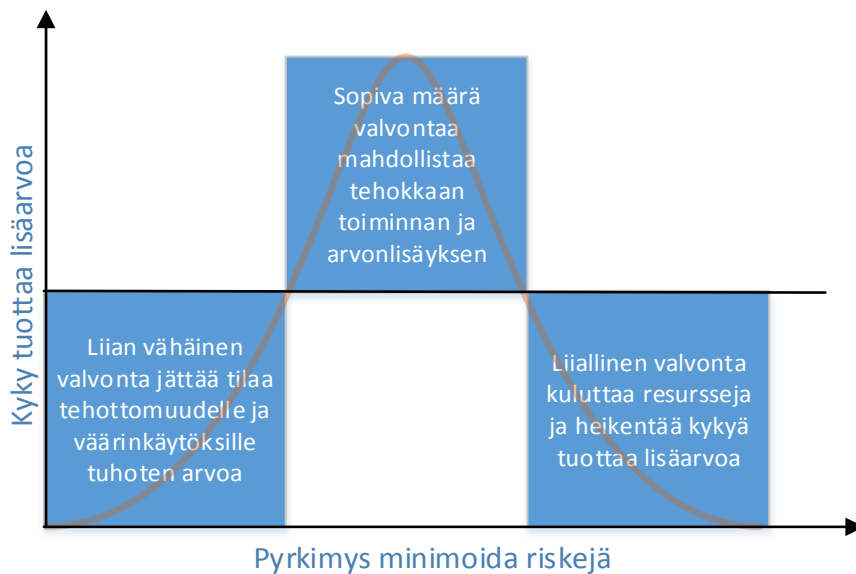 Kyky tuottaa lisäarvoa
Sopiva määrä
valvontaa
mahdollistaa
tehokkaan
toiminnan ja
arvonlisäyksen
Liian vähäinen
valvonta jättää tilaa
tehottomuudelle ja
väärinkäytöksille
tuhoten arvoa
Liiallinen valvonta
kuluttaa resursseja
ja heikentää kykyä
tuottaa lisäarvoa
Pyrkimys minimoida riskejä